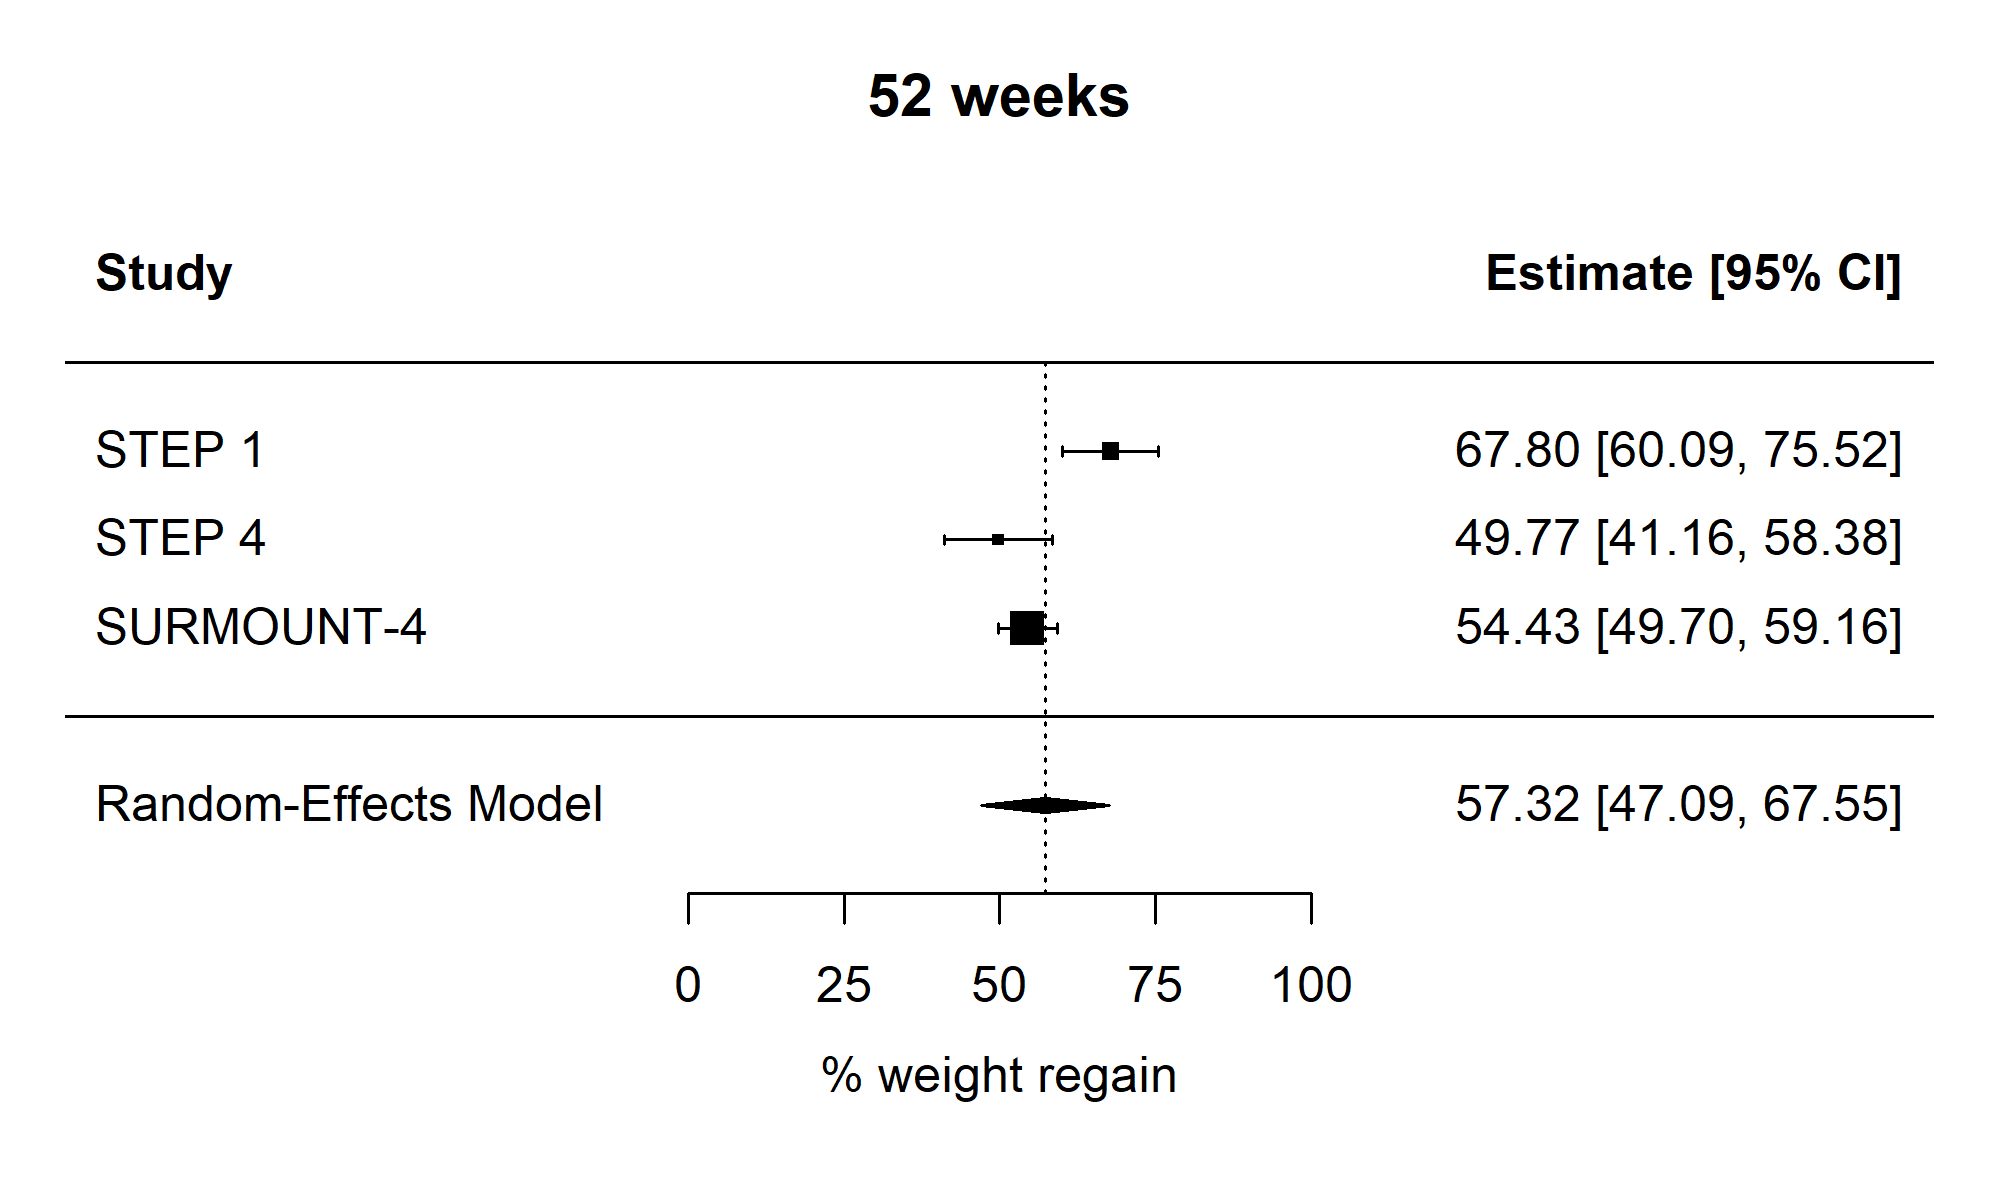 52 weeks
Study Estimate [95% CI]
STEP 1 67.80 [60.09, 75.52]
STEP 4 49.77 [41.16, 58.38]
SURMOUNT-4 54.43 [49.70, 59.16]
Random-Effects Model 57.32 [47.09, 67.55]
0 25 50 75 100
% weight regain